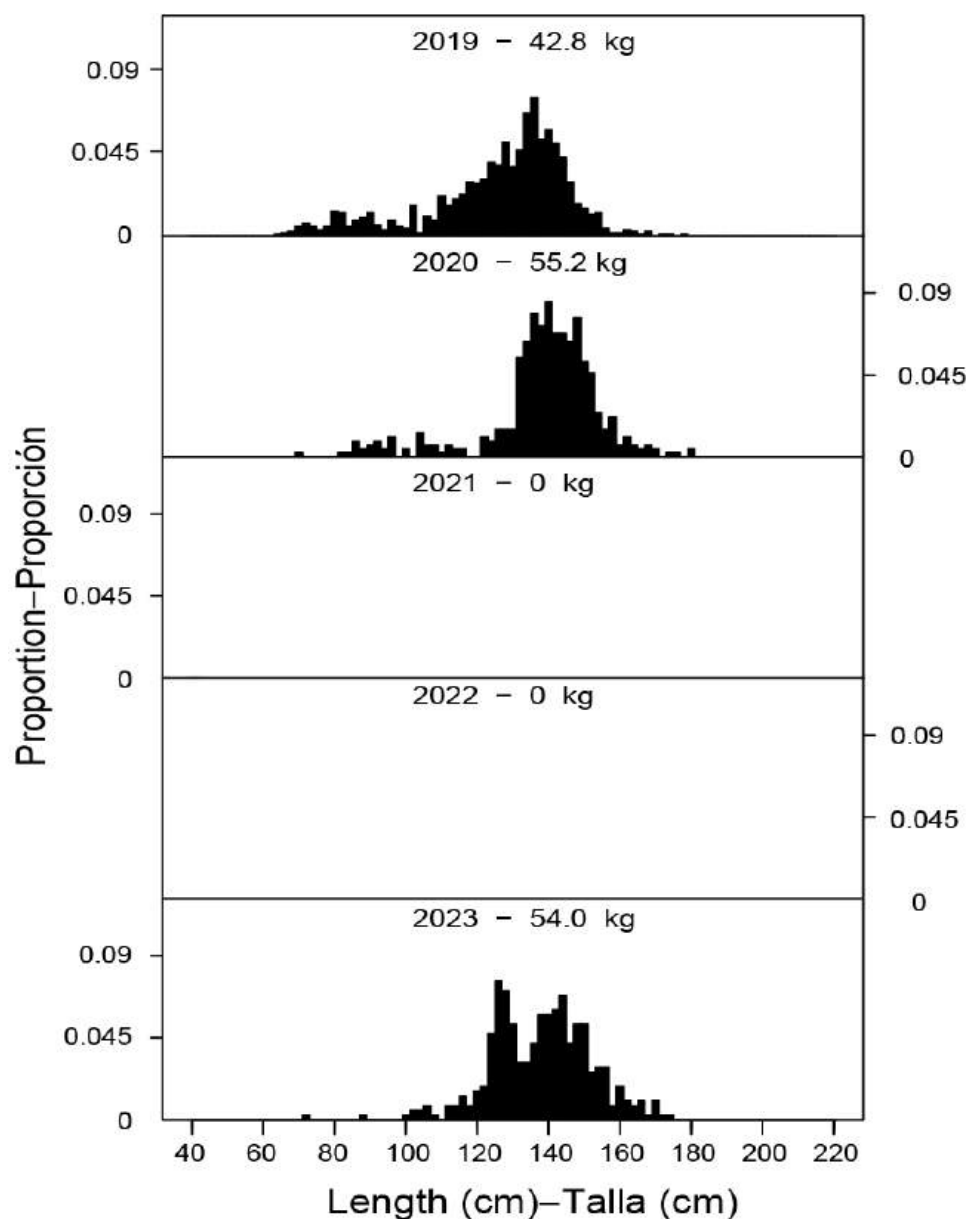 2019 – 42.8 kg
0.09
0.045
0
2020 – 55.2 kg
0.09
0.045
0
2021 – 0 kg
0.09
0.045
0
2022 – 0 kg
0.09
0.045
0
2023 – 54.0 kg
0.09
0.045
0
40 60 80 100 120 140 160 180 200 220
Length (cm)–Talla (cm)
Proportion–Proporción